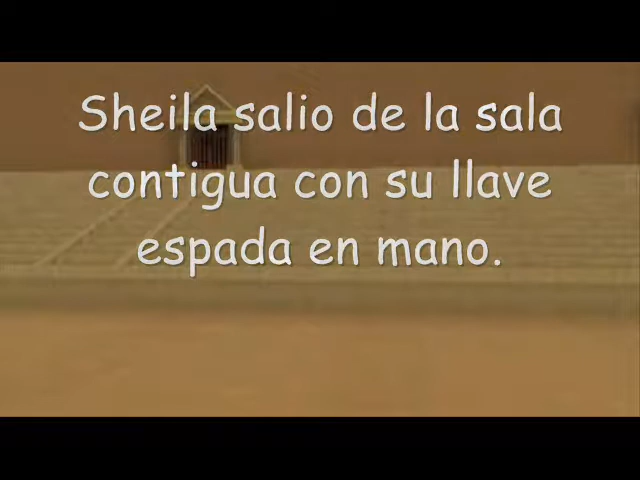 Sheila salio de la sala
contigua con su llave
espada en mano.